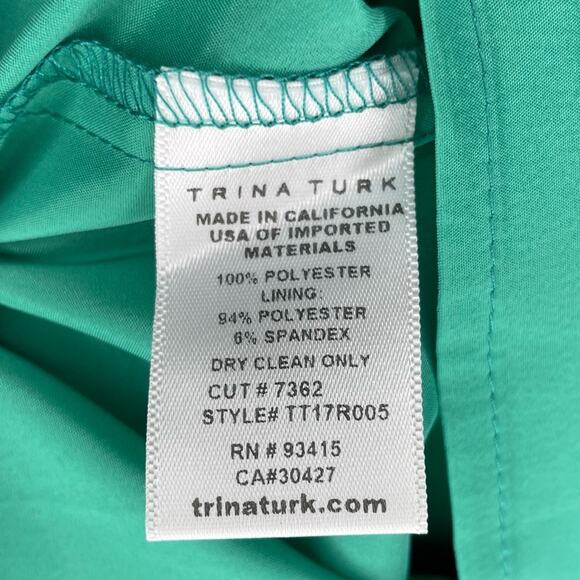 TRINA TURK
MADE IN CALIFORNIA
USA OF IMPORTED
MATERIALS
100% POLYESTER
LINING:
94% POLYESTER
6% SPANDEX
DRY CLEAN ONLY
CUT # 7362
STYLE# TT17R005
RN # 93415
CA#30427
trinaturk.com